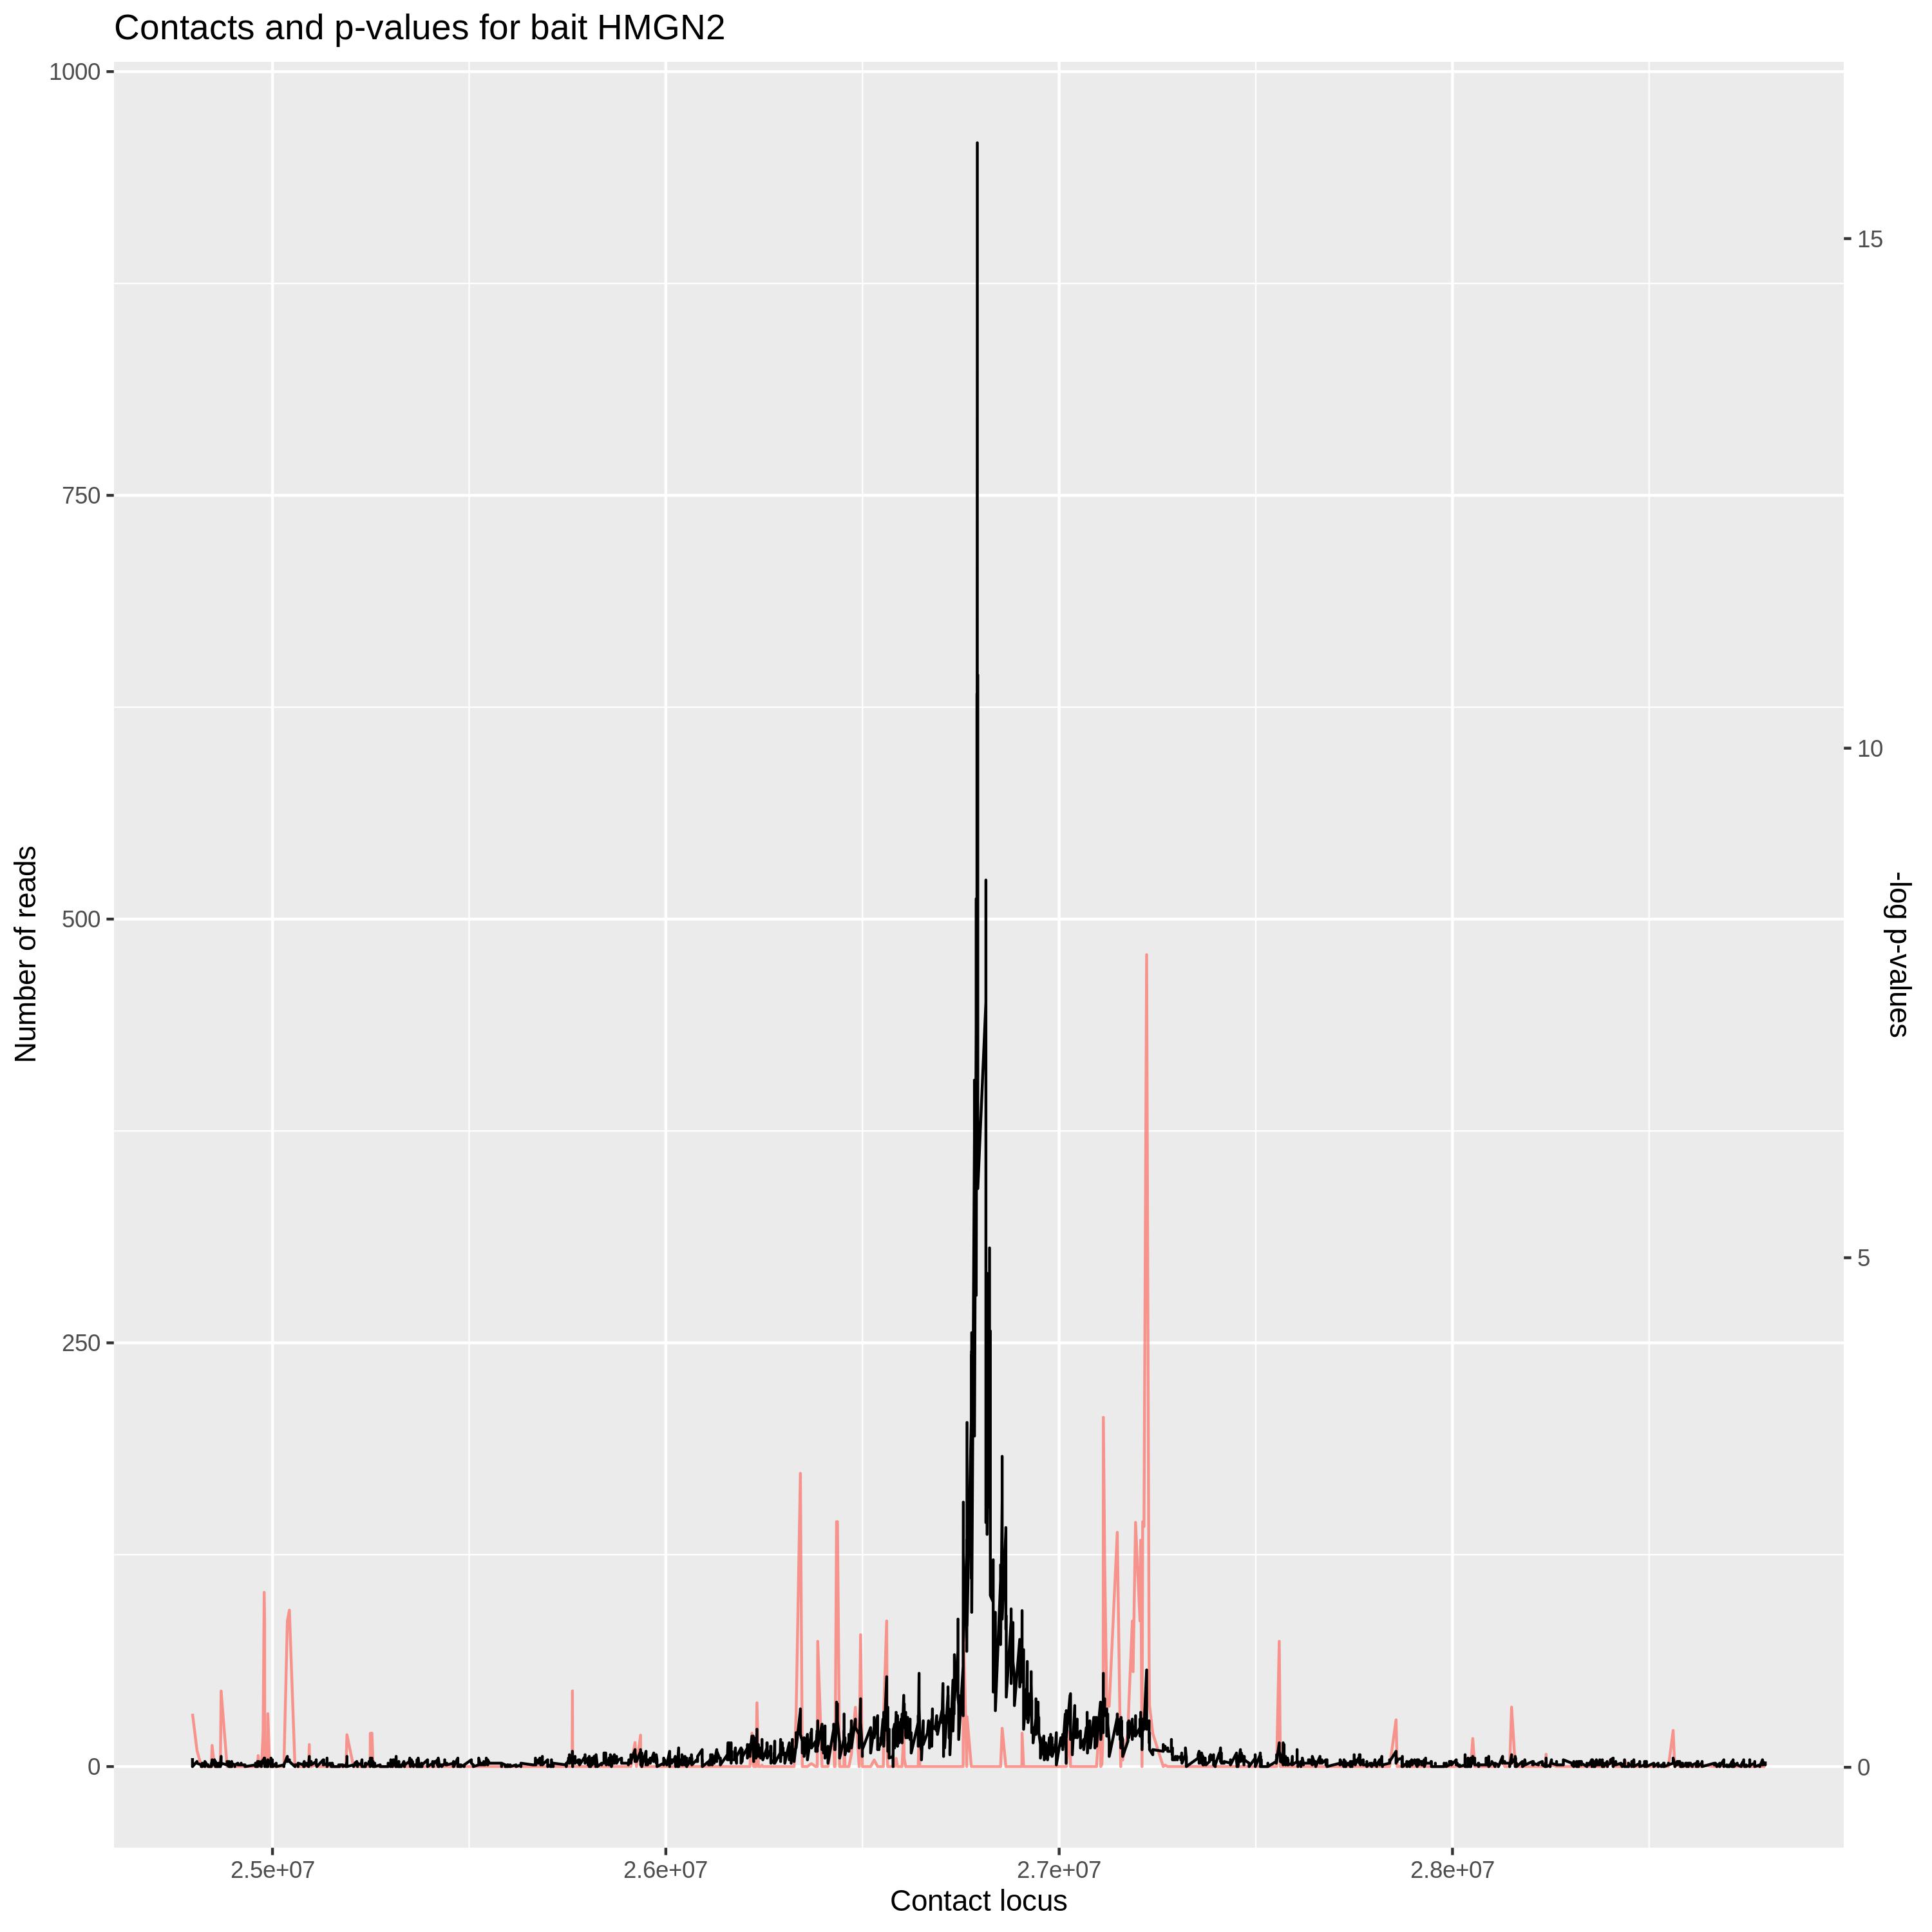 Contacts and p-values for bait HMGN2
1000
750
500
250
0
Number of reads
15
10
5
0
-log p-values
2.5e+07
2.6e+07
2.7e+07
2.8e+07
Contact locus